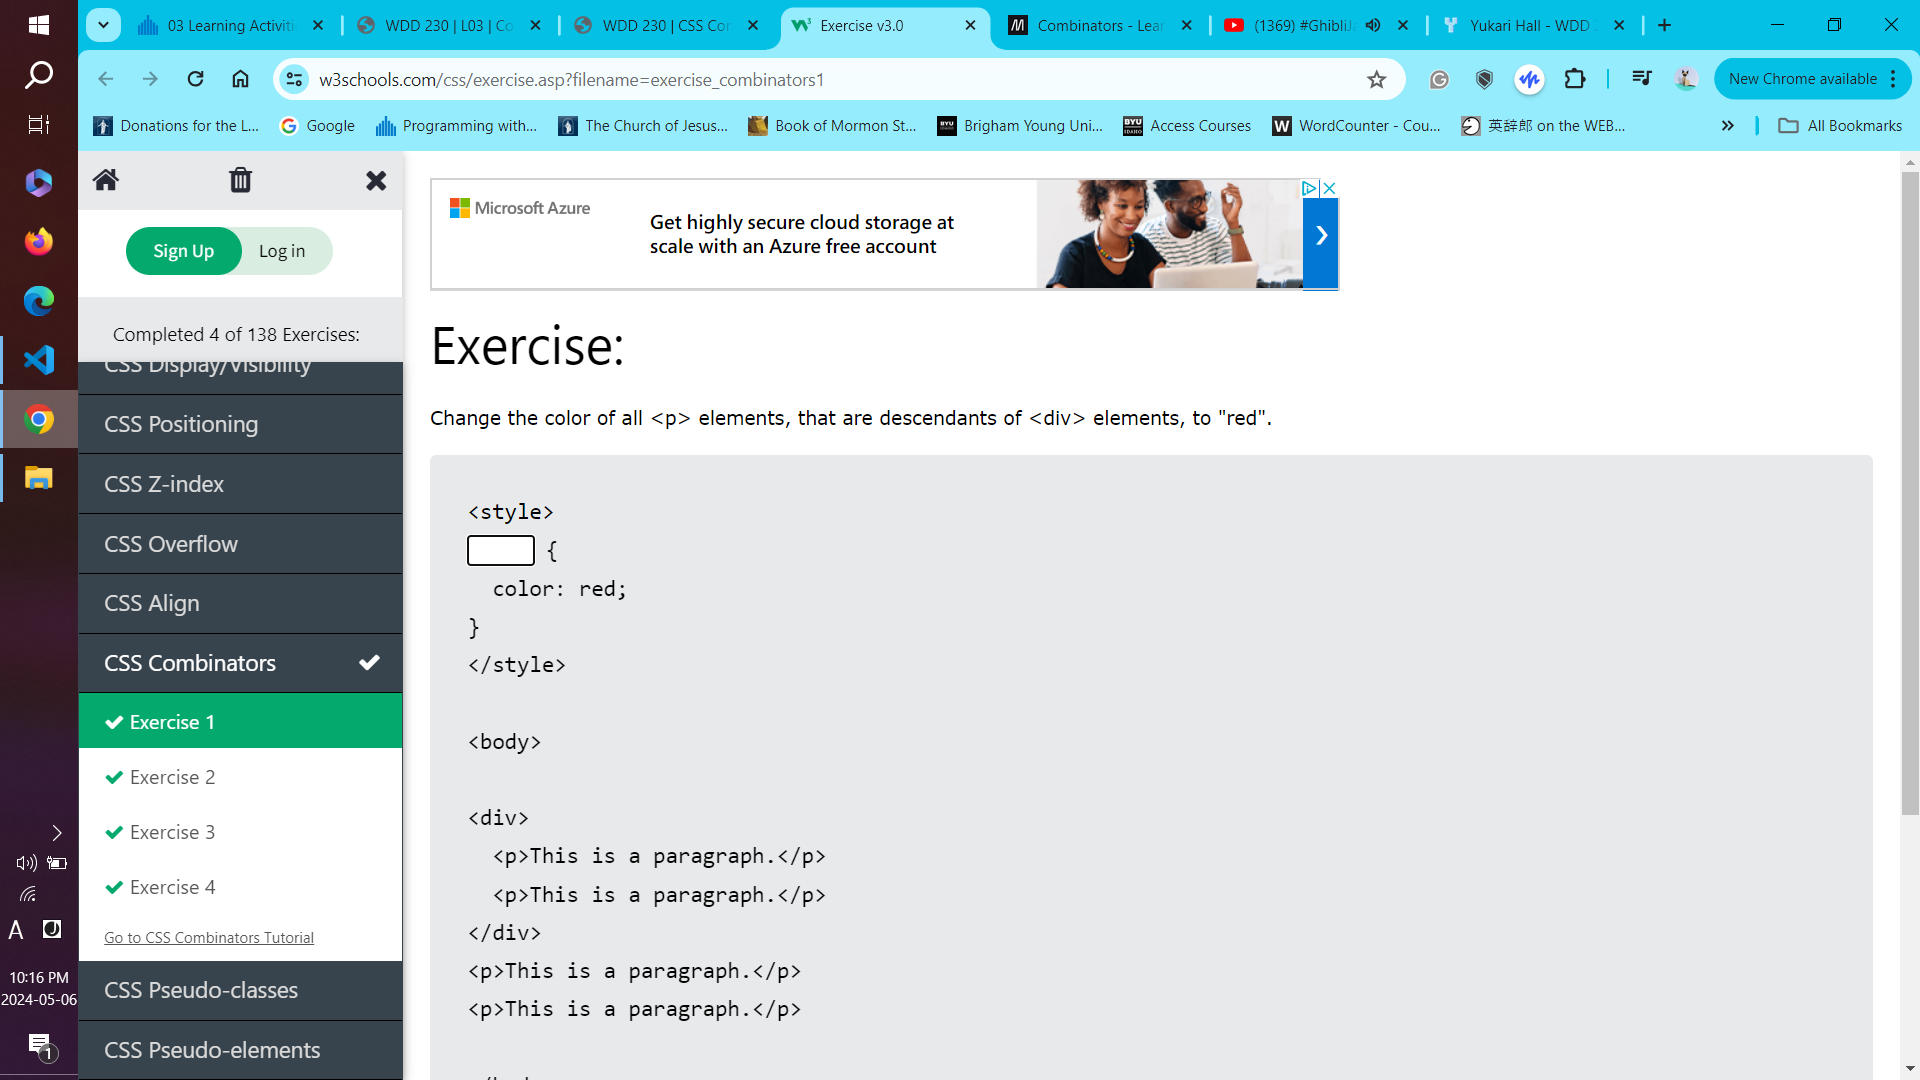 03 Learning Activiti
WDD 230 | L03 | Co
WDD 230 | CSS Con
Exercise v3.0
Combinators - Lear
(1369) #GhibliJa
Yukari Hall - WDD
w3schools.com/css/exercise.asp?filename=exercise_combinators1
New Chrome available
Donations for the L...
Google
Programming with...
The Church of Jesus...
Book of Mormon St...
Brigham Young Uni...
Access Courses
WordCounter - Cou...
英辞郎 on the WEB...
All Bookmarks
Sign Up
Log in
Completed 4 of 138 Exercises:
CSS Display/Visibility
CSS Positioning
CSS Z-index
CSS Overflow
CSS Align
CSS Combinators
Exercise 1
Exercise 2
Exercise 3
Exercise 4
Go to CSS Combinators Tutorial
CSS Pseudo-classes
CSS Pseudo-elements
A
10:16 PM
2024-05-06
1
Microsoft Azure
Get highly secure cloud storage at
scale with an Azure free account
Exercise:
Change the color of all <p> elements, that are descendants of <div> elements, to "red".
<style>
{
color: red;
}
</style>
<body>
<div>
<p>This is a paragraph.</p>
<p>This is a paragraph.</p>
</div>
<p>This is a paragraph.</p>
<p>This is a paragraph.</p>